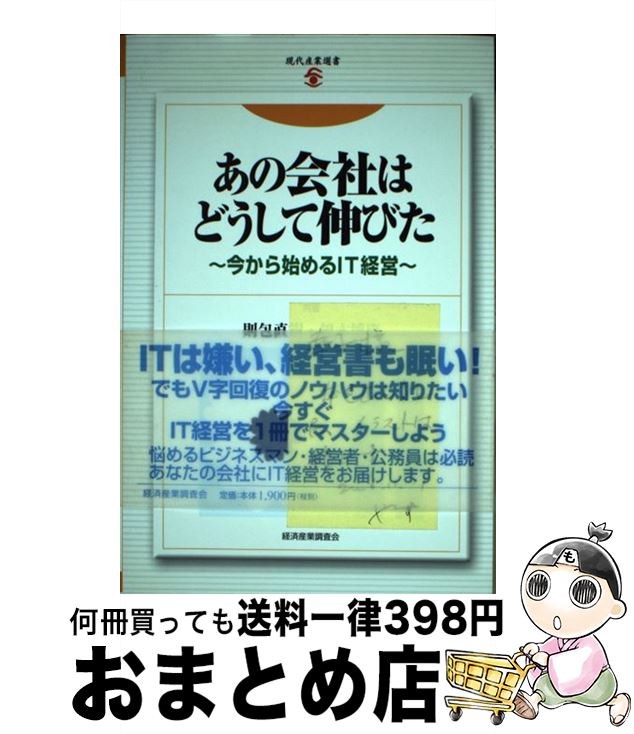 現代産業選書
あの会社は
どうして伸びた
～今から始めるIT経営～
則包直
ITは嫌い、経営書も眠い!
でもV字回復のノウハウは知りたい
今すぐ
IT経営を1冊でマスターしよう
悩めるビジネスマン・経営者・公務員は必読
あなたの会社にIT経営をお届けします。
経済産業調査会 定価:本体1,900円(税別)
経済産業調査会
も
何冊買っても送料一律398円
おまとめ店